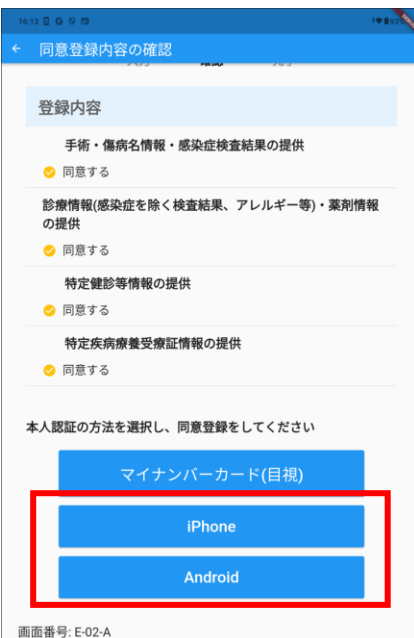 16:13
同意登録内容の確認
登録内容
手術・傷病名情報・感染症検査結果の提供
同意する
診療情報(感染症を除く検査結果、アレルギー等)・薬剤情報
の提供
同意する
特定健診等情報の提供
同意する
特定疾病療養受療証情報の提供
同意する
本人認証の方法を選択し、同意登録をしてください
マイナンバーカード(目視)
iPhone
Android
画面番号: E-02-A